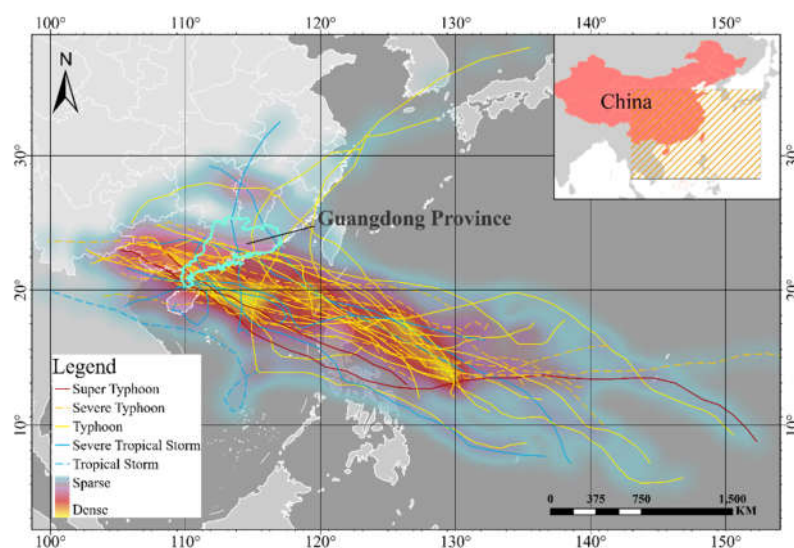 100° 110° 120° 130° 140° 150°
N
China
30° 30°
Guangdong Province
20° 20°
Legend
Super Typhoon
Severe Typhoon
Typhoon
Severe Tropical Storm
Tropical Storm
Sparse
Dense
10° 10°
0 375 750 1,500
KM
100° 110° 120° 130° 140° 150°